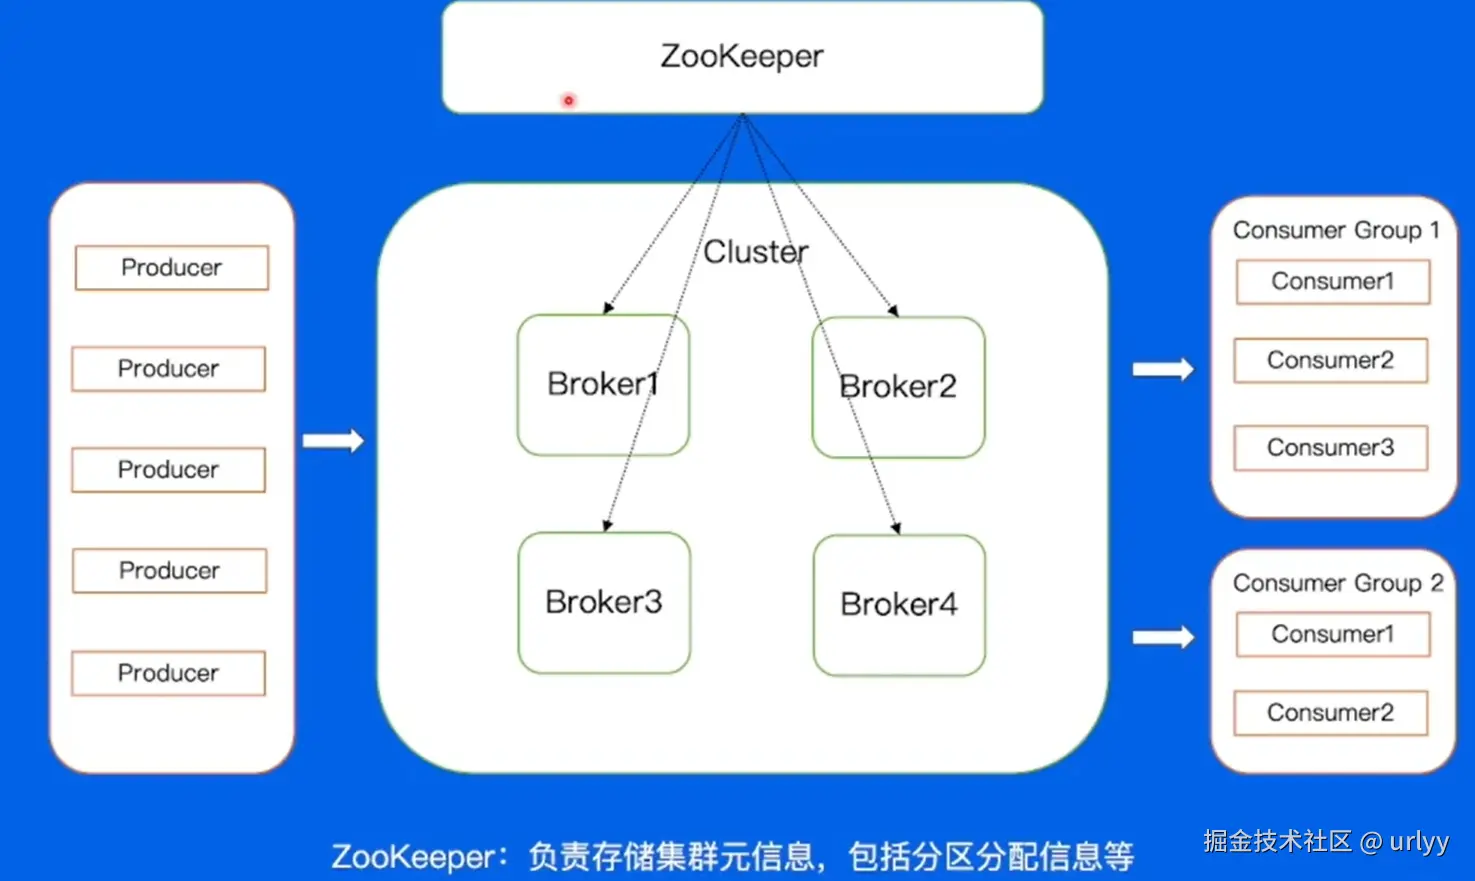 ZooKeeper
Cluster
Producer
Producer
Producer
Producer
Producer
Broker1
Broker2
Broker3
Broker4
Consumer Group 1
Consumer1
Consumer2
Consumer3
Consumer Group 2
Consumer1
Consumer2
ZooKeeper：负责存储集群元信息，包括分区分配信息等
掘金技术社区 @ urlyy